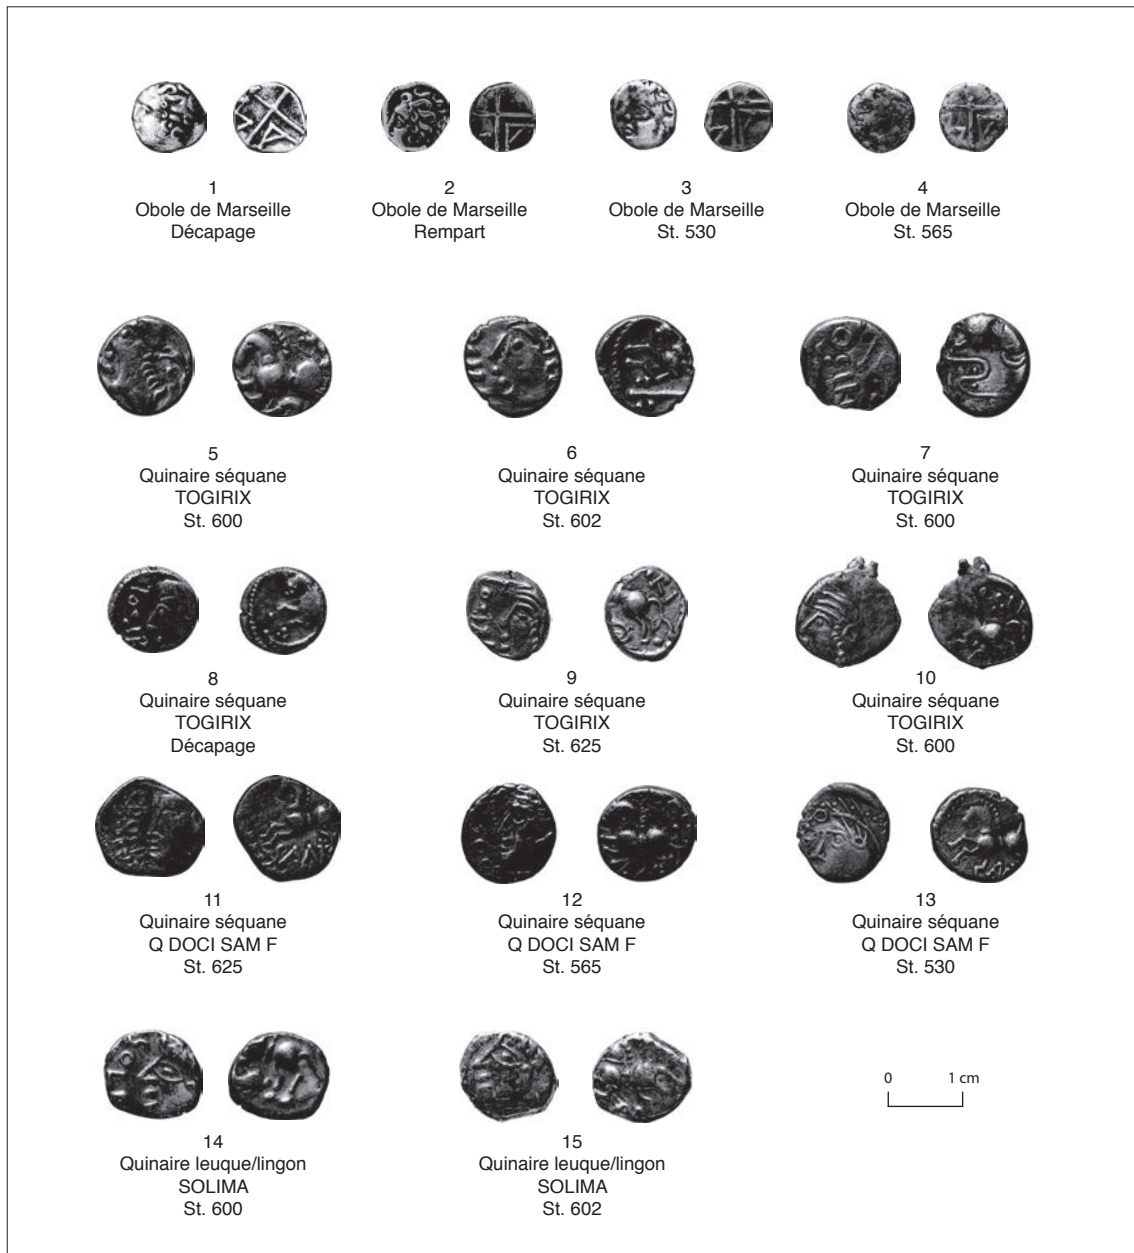 1
Obole de Marseille
Décapage
2
Obole de Marseille
Rempart
3
Obole de Marseille
St. 530
4
Obole de Marseille
St. 565
5
Quinaire séquane
TOGIRIX
St. 600
6
Quinaire séquane
TOGIRIX
St. 602
7
Quinaire séquane
TOGIRIX
St. 600
8
Quinaire séquane
TOGIRIX
Décapage
9
Quinaire séquane
TOGIRIX
St. 625
10
Quinaire séquane
TOGIRIX
St. 600
11
Quinaire séquane
Q DOCI SAM F
St. 625
12
Quinaire séquane
Q DOCI SAM F
St. 565
13
Quinaire séquane
Q DOCI SAM F
St. 530
14
Quinaire leuque/lingon
SOLIMA
St. 600
15
Quinaire leuque/lingon
SOLIMA
St. 602
0 1 cm